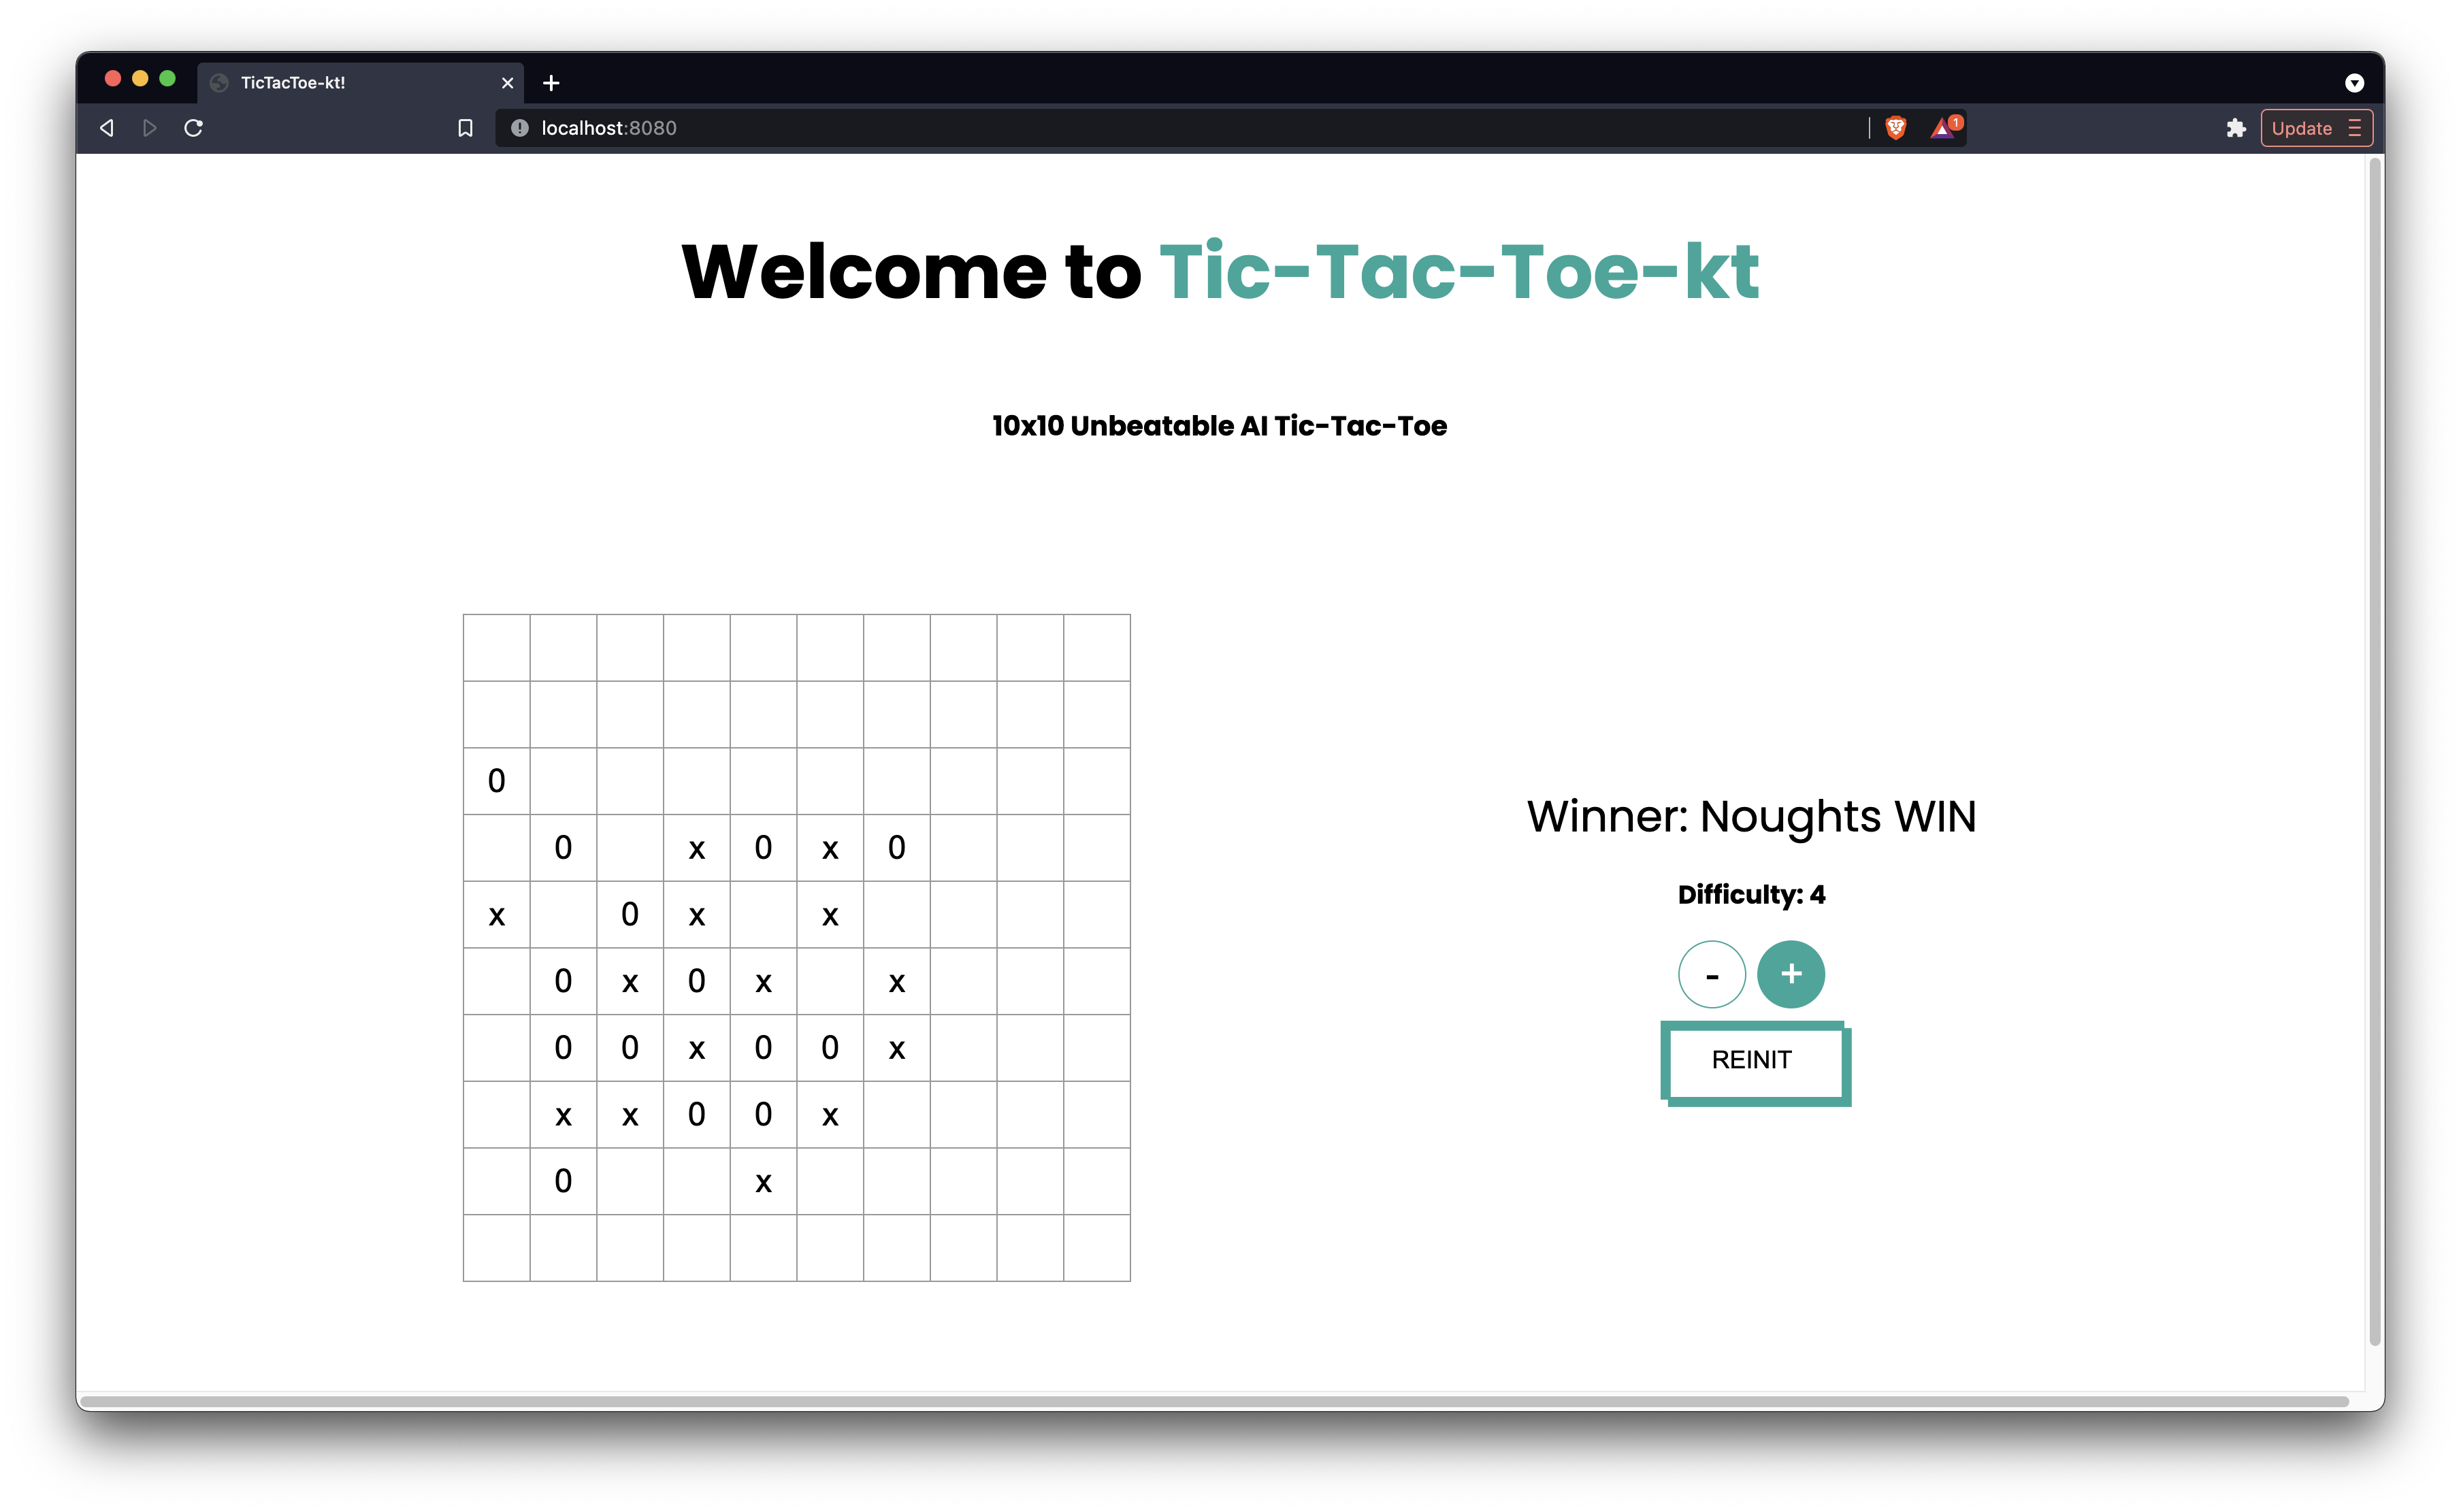 TicTacToe-kt!
localhost:8080
1
Update
Welcome to Tic-Tac-Toe-kt
10x10 Unbeatable AI Tic-Tac-Toe
0
0 x 0 x 0
x 0 x x
0 x 0 x x
0 0 x 0 0 x
x x 0 0 x
0 x
Winner: Noughts WIN
Difficulty: 4
- +
REINIT